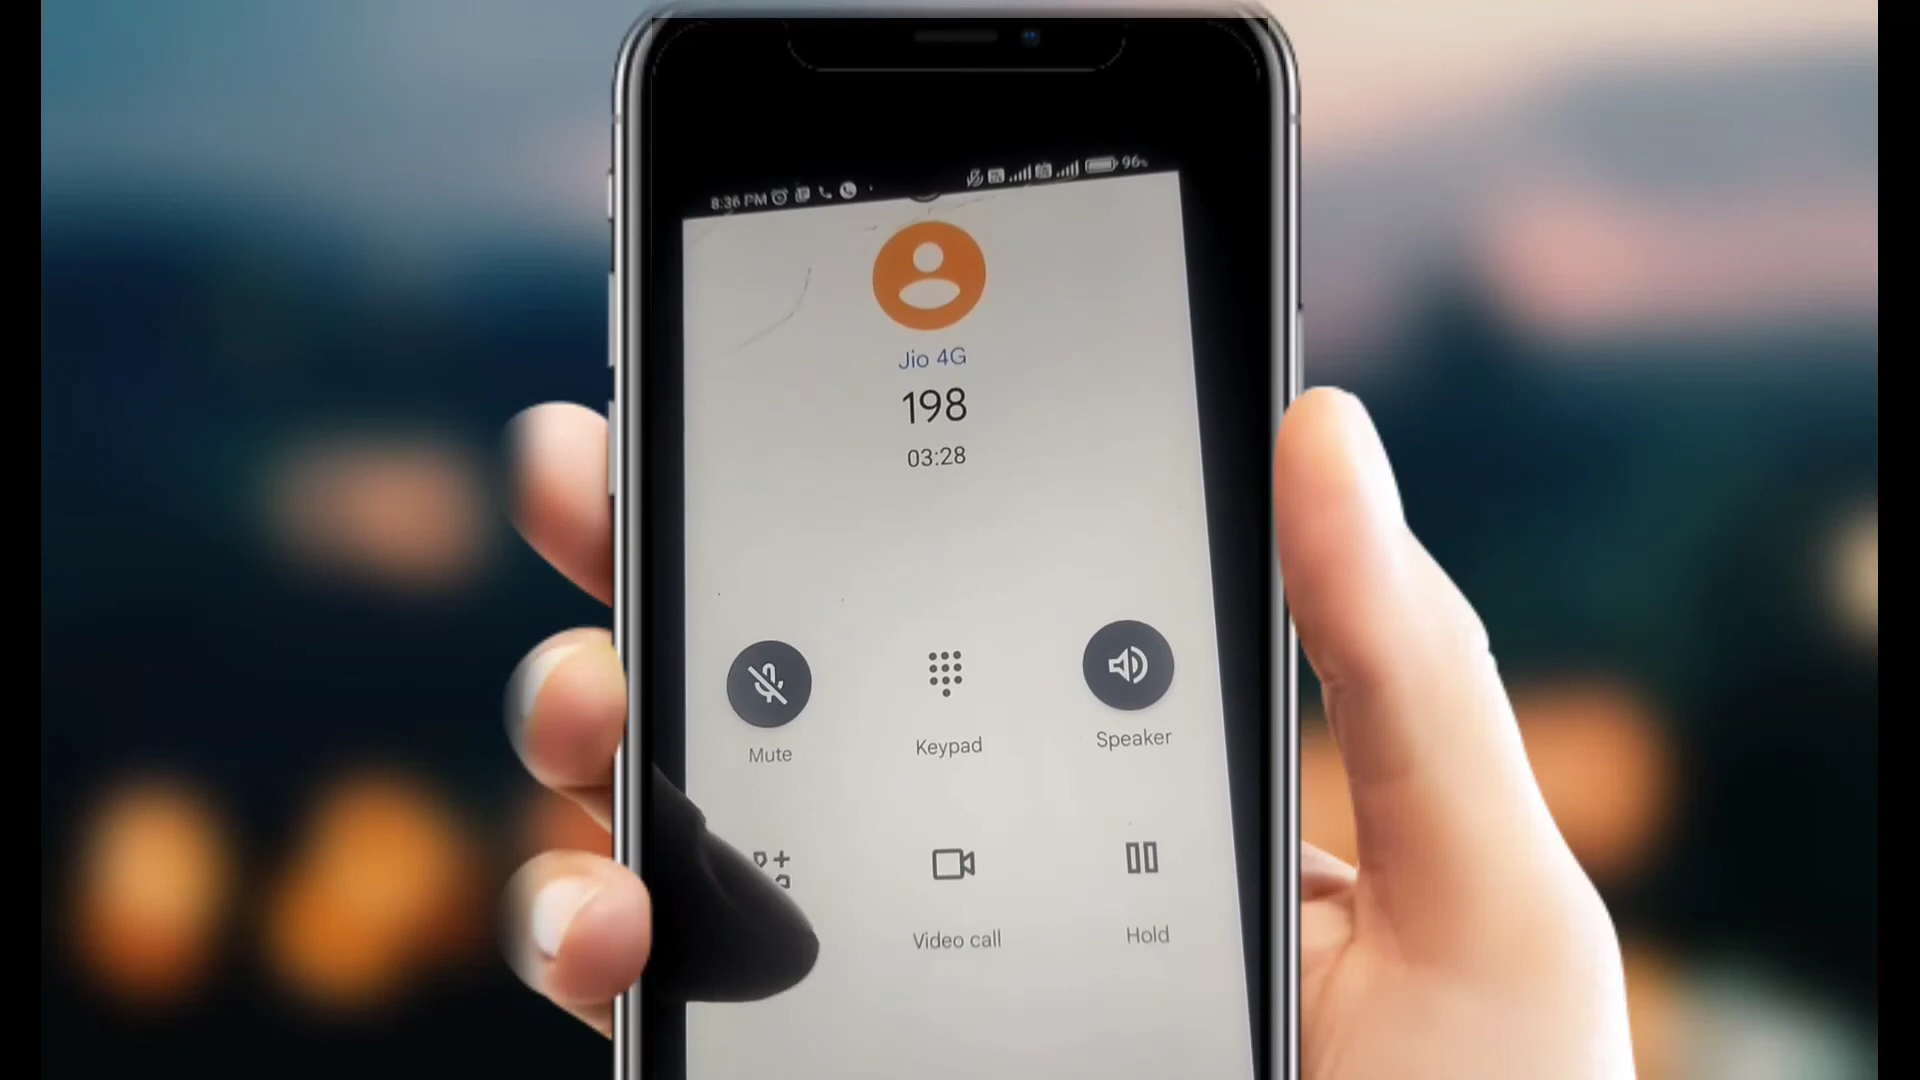 8:36 PM 96%
Jio 4G
198
03:28
Mute Keypad Speaker
Video call Hold